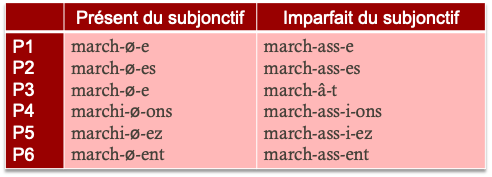 Présent du subjonctif Imparfait du subjonctif
P1 march-ø-e march-ass-e
P2 march-ø-es march-ass-es
P3 march-ø-e march-â-t
P4 marchi-ø-ons march-ass-i-ons
P5 marchi-ø-ez march-ass-i-ez
P6 march-ø-ent march-ass-ent